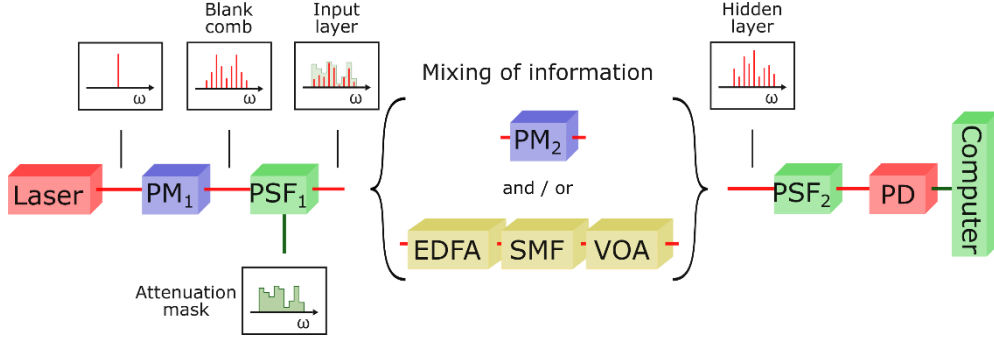 Blank
comb
Input
layer
Hidden
layer
ω
ω
ω
ω
Mixing of information
Laser
PM₁
PSF₁
PM₂
and / or
EDFA
SMF
VOA
PSF₂
PD
Computer
Attenuation
mask
ω